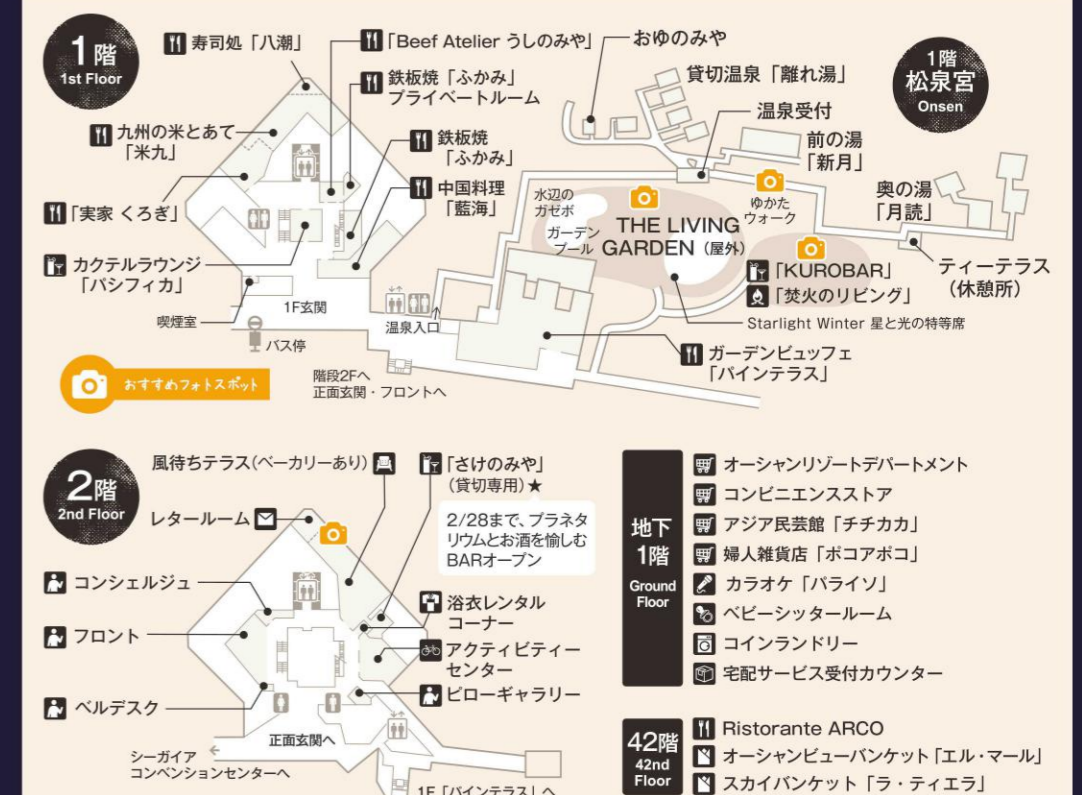 1階
1st Floor
寿司処「八潮」
「Beef Atelier うしのみや」
おゆのみや
鉄板焼「ふかみ」
プライベートルーム
貸切温泉「離れ湯」
1階
松泉宮
Onsen
温泉受付
九州の米とあて
「米九」
鉄板焼
「ふかみ」
前の湯
「新月」
中国料理
「藍海」
水辺の
ガゼボ
ゆかた
ウォーク
奥の湯
「月読」
「実家 くろぎ」
ガーデン
プール
THE LIVING
GARDEN（屋外）
カクテルラウンジ
「パシフィカ」
「KUROBAR」
「焚火のリビング」
ティーテラス
（休憩所）
1F玄関
喫煙室
温泉入口
Starlight Winter 星と光の特等席
バス停
ガーデンビュッフェ
「パインテラス」
おすすめフォトスポット
階段2Fへ
正面玄関・フロントへ
2階
2nd Floor
風待ちテラス(ベーカリーあり)
「さけのみや」
（貸切専用）★
レタールーム
2/28まで、プラネタ
リウムとお酒を愉しむ
BARオープン
コンシェルジュ
浴衣レンタル
コーナー
フロント
アクティビティー
センター
ピローギャラリー
ベルデスク
正面玄関へ
シーガイア
コンベンションセンターへ
1F「パインテラス」へ
地下
1階
Ground
Floor
オーシャンリゾートデパートメント
コンビニエンスストア
アジア民芸館「チチカカ」
婦人雑貨店「ポコアポコ」
カラオケ「パライソ」
ベビーシッタールーム
コインランドリー
宅配サービス受付カウンター
42階
42nd
Floor
Ristorante ARCO
オーシャンビューバンケット「エル・マール」
スカイバンケット「ラ・ティエラ」